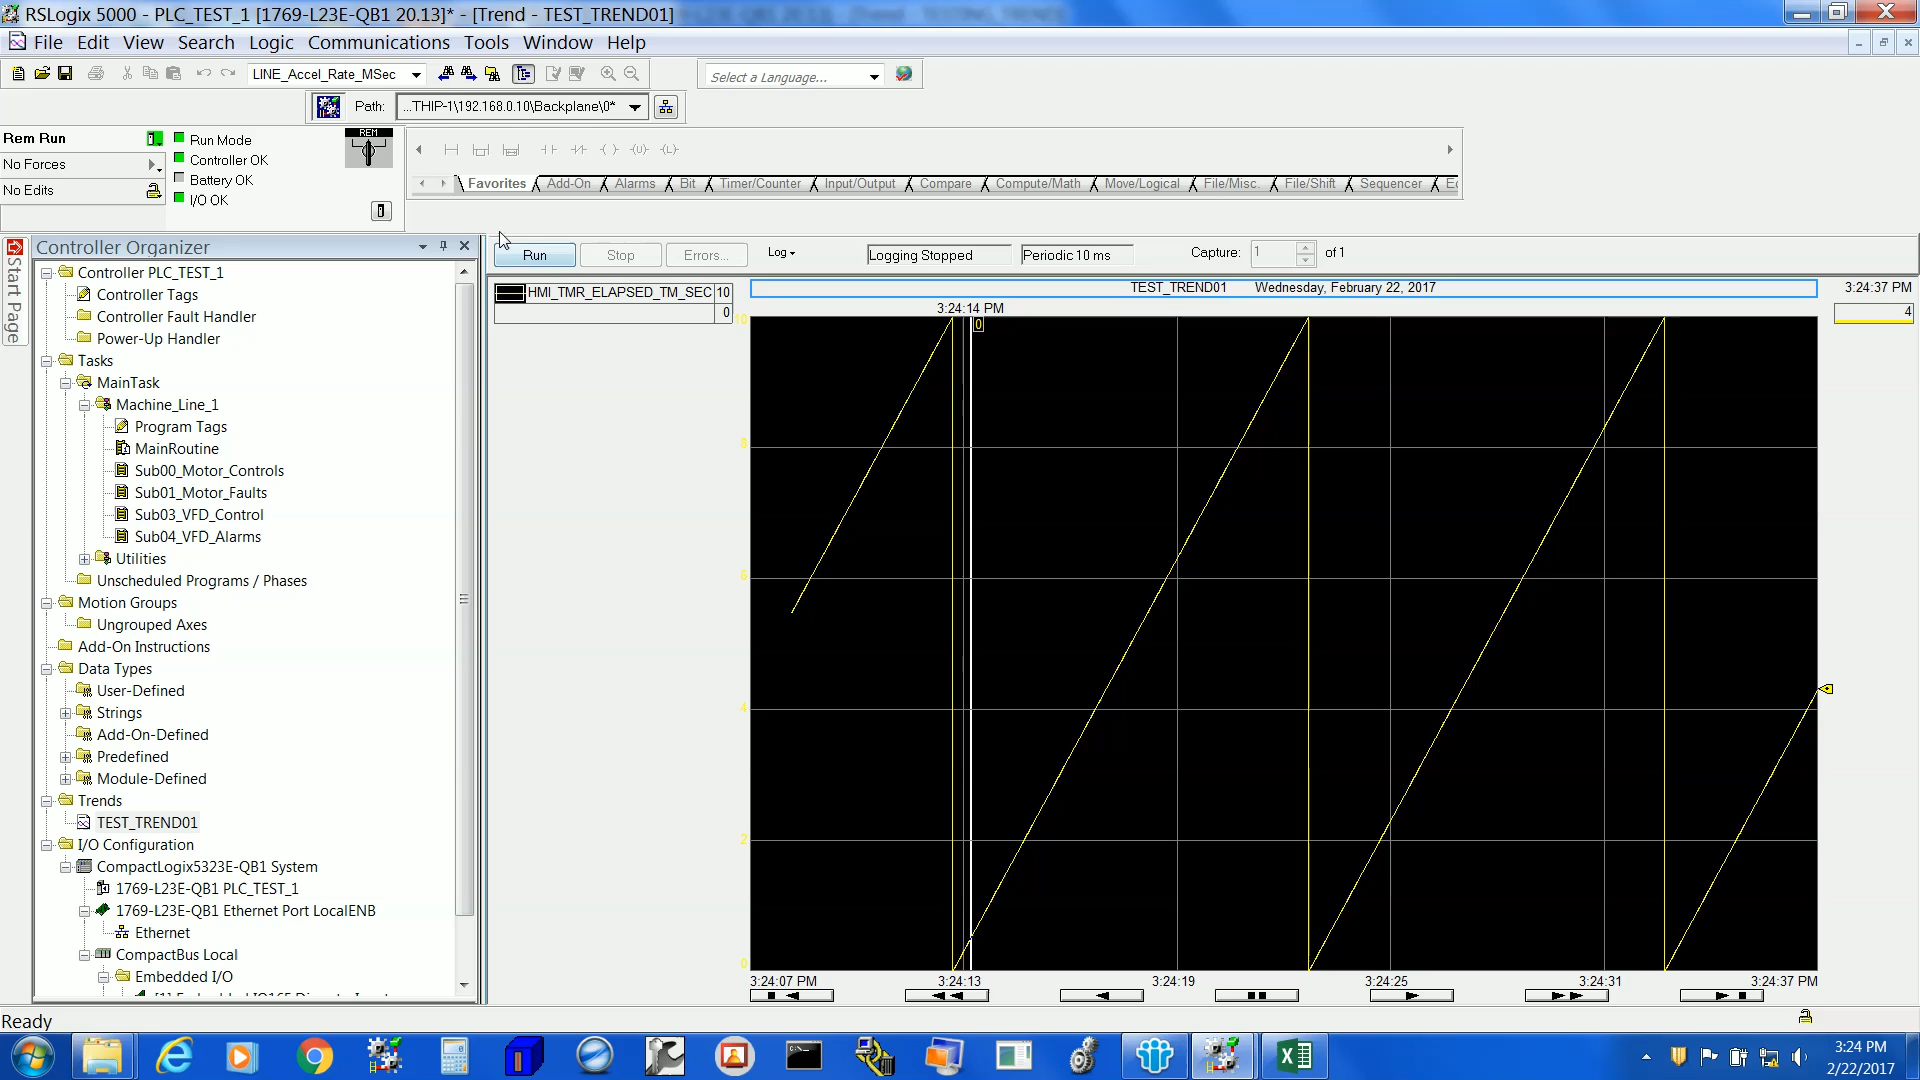 RSLogix 5000 - PLC_TEST_1 [1769-L23E-QB1 20.13]* - [Trend - TEST_TREND01]
File Edit View Search Logic Communications Tools Window Help
LINE_Accel_Rate_MSec
Select a Language...
Path: ...THIP-1\192.168.0.10\Backplane\0*
Rem Run
No Forces
No Edits
Run Mode
Controller OK
Battery OK
I/O OK
REM
Favorites Add-On Alarms Bit Timer/Counter Input/Output Compare Compute/Math Move/Logical File/Misc. File/Shift Sequencer
Start Page
Controller Organizer
Controller PLC_TEST_1
Controller Tags
Controller Fault Handler
Power-Up Handler
Tasks
MainTask
Machine_Line_1
Program Tags
MainRoutine
Sub00_Motor_Controls
Sub01_Motor_Faults
Sub03_VFD_Control
Sub04_VFD_Alarms
Utilities
Unscheduled Programs / Phases
Motion Groups
Ungrouped Axes
Add-On Instructions
Data Types
User-Defined
Strings
Add-On-Defined
Predefined
Module-Defined
Trends
TEST_TREND01
I/O Configuration
CompactLogix5323E-QB1 System
1769-L23E-QB1 PLC_TEST_1
1769-L23E-QB1 Ethernet Port LocalENB
Ethernet
CompactBus Local
Embedded I/O
Run Stop Errors... Log Logging Stopped Periodic 10 ms Capture: 1 of 1
HMI_TMR_ELAPSED_TM_SEC 10
0
TEST_TREND01 Wednesday, February 22, 2017
3:24:37 PM
4
3:24:14 PM
0
10
8
6
4
2
0
3:24:07 PM 3:24:13 3:24:19 3:24:25 3:24:31 3:24:37 PM
Ready
3:24 PM
2/22/2017